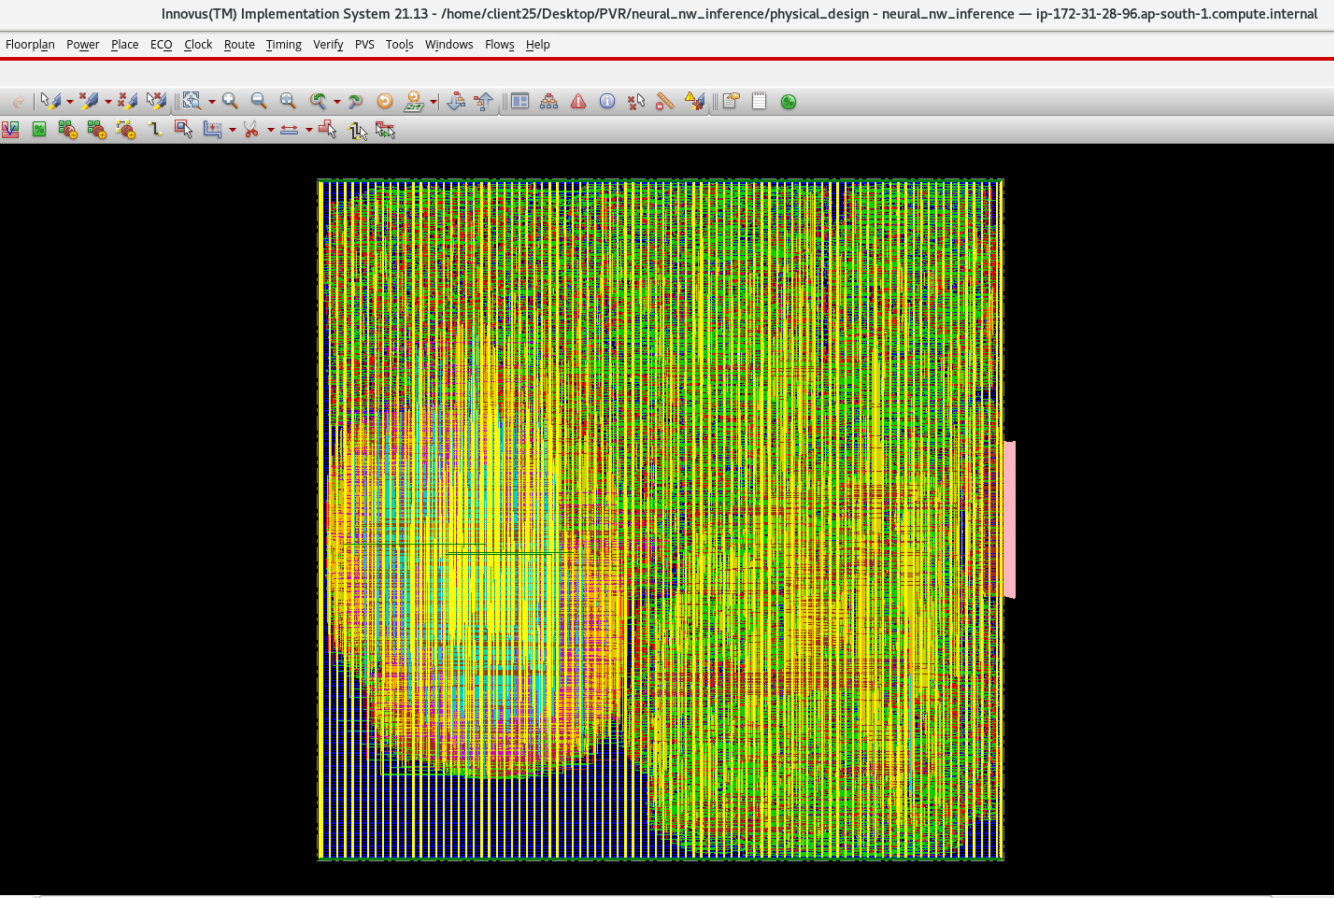 Innovus(TM) Implementation System 21.13 - /home/client25/Desktop/PVR/neural_nw_inference/physical_design - neural_nw_inference — ip-172-31-28-96.ap-south-1.compute.internal
Floorplan Power Place ECO Clock Route Timing Verify PVS Tools Windows Flows Help